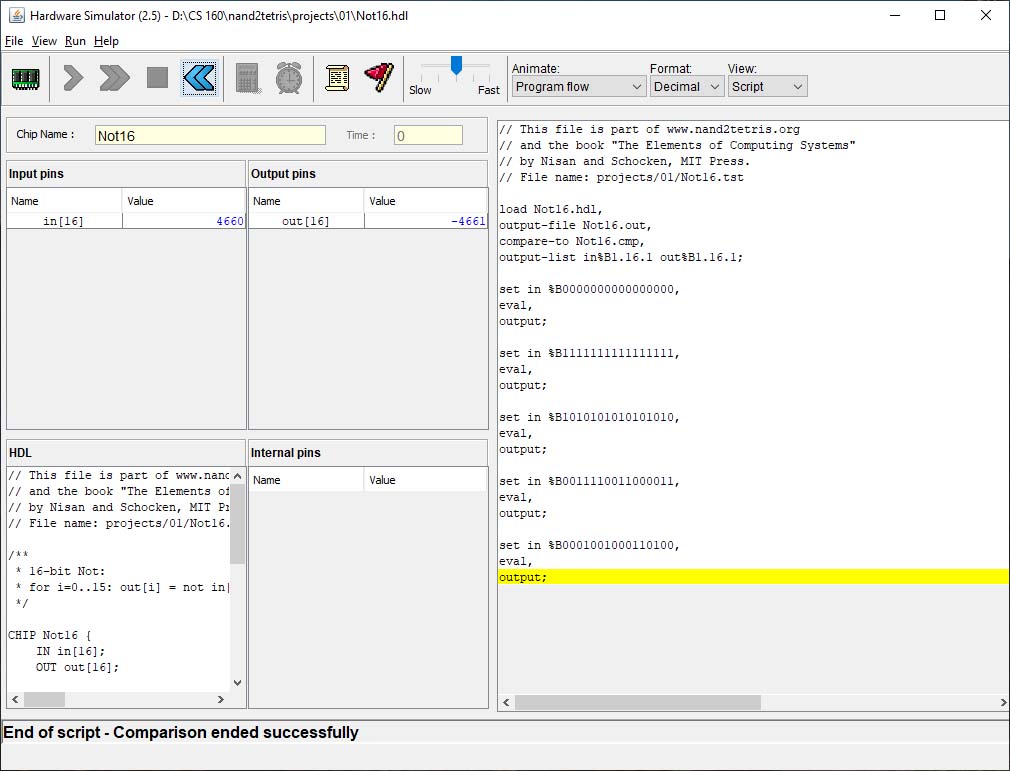 Hardware Simulator (2.5) - D:\CS 160\nand2tetris\projects\01\Not16.hdl
File View Run Help
Slow Fast
Animate: Format: View:
Program flow Decimal Script
Chip Name : Not16 Time : 0
Input pins
Name Value
in[16] 4660
Output pins
Name Value
out[16] -4661
HDL
// This file is part of www.nand
// and the book "The Elements of
// by Nisan and Schocken, MIT Pr
// File name: projects/01/Not16.
/**
* 16-bit Not:
* for i=0..15: out[i] = not in[
*/
CHIP Not16 {
IN in[16];
OUT out[16];
Internal pins
Name Value
// This file is part of www.nand2tetris.org
// and the book "The Elements of Computing Systems"
// by Nisan and Schocken, MIT Press.
// File name: projects/01/Not16.tst
load Not16.hdl,
output-file Not16.out,
compare-to Not16.cmp,
output-list in%B1.16.1 out%B1.16.1;
set in %B0000000000000000,
eval,
output;
set in %B1111111111111111,
eval,
output;
set in %B1010101010101010,
eval,
output;
set in %B0011110011000011,
eval,
output;
set in %B0001001000110100,
eval,
output;
End of script - Comparison ended successfully